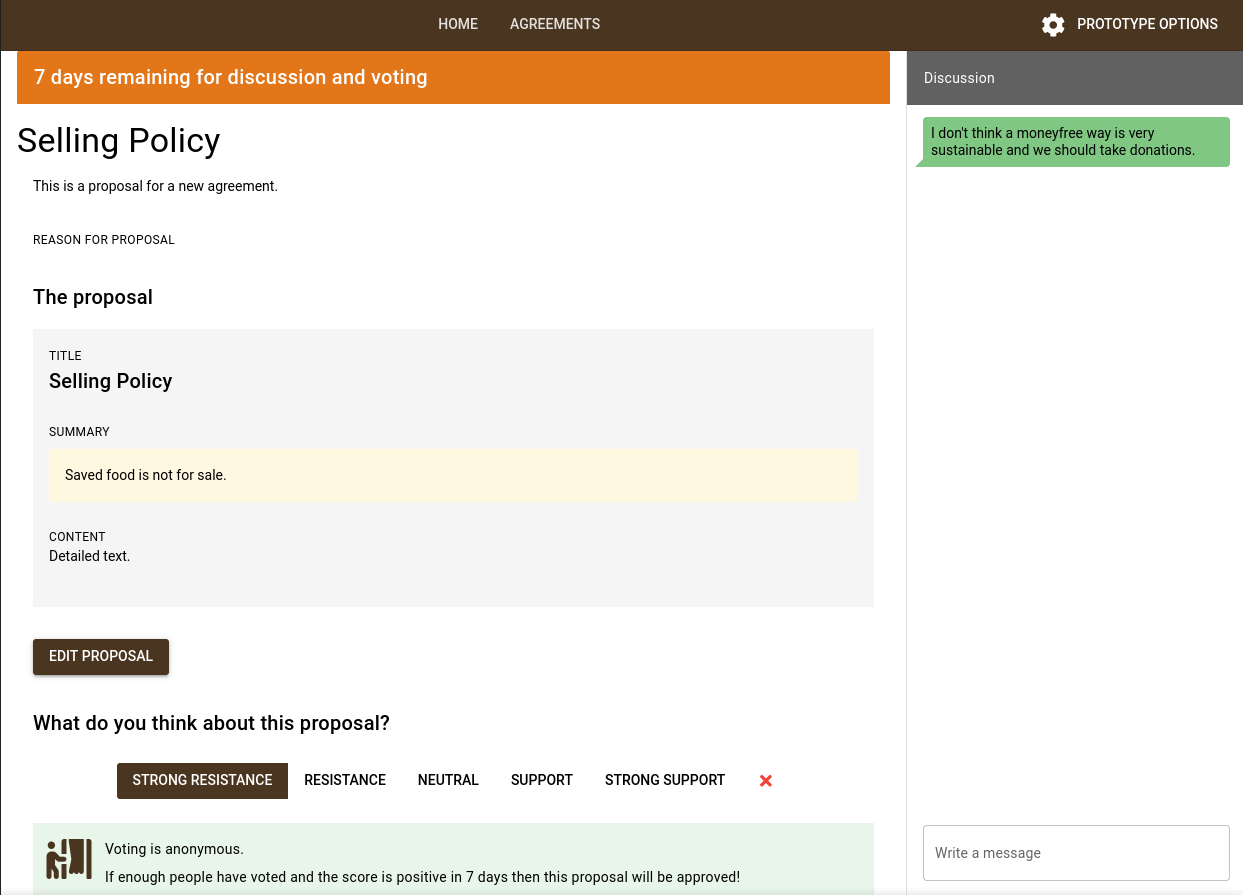 HOME AGREEMENTS PROTOTYPE OPTIONS
7 days remaining for discussion and voting
Selling Policy
This is a proposal for a new agreement.
REASON FOR PROPOSAL
The proposal
TITLE
Selling Policy
SUMMARY
Saved food is not for sale.
CONTENT
Detailed text.
EDIT PROPOSAL
What do you think about this proposal?
STRONG RESISTANCE RESISTANCE NEUTRAL SUPPORT STRONG SUPPORT
Voting is anonymous.
If enough people have voted and the score is positive in 7 days then this proposal will be approved!
Discussion
I don't think a moneyfree way is very
sustainable and we should take donations.
Write a message